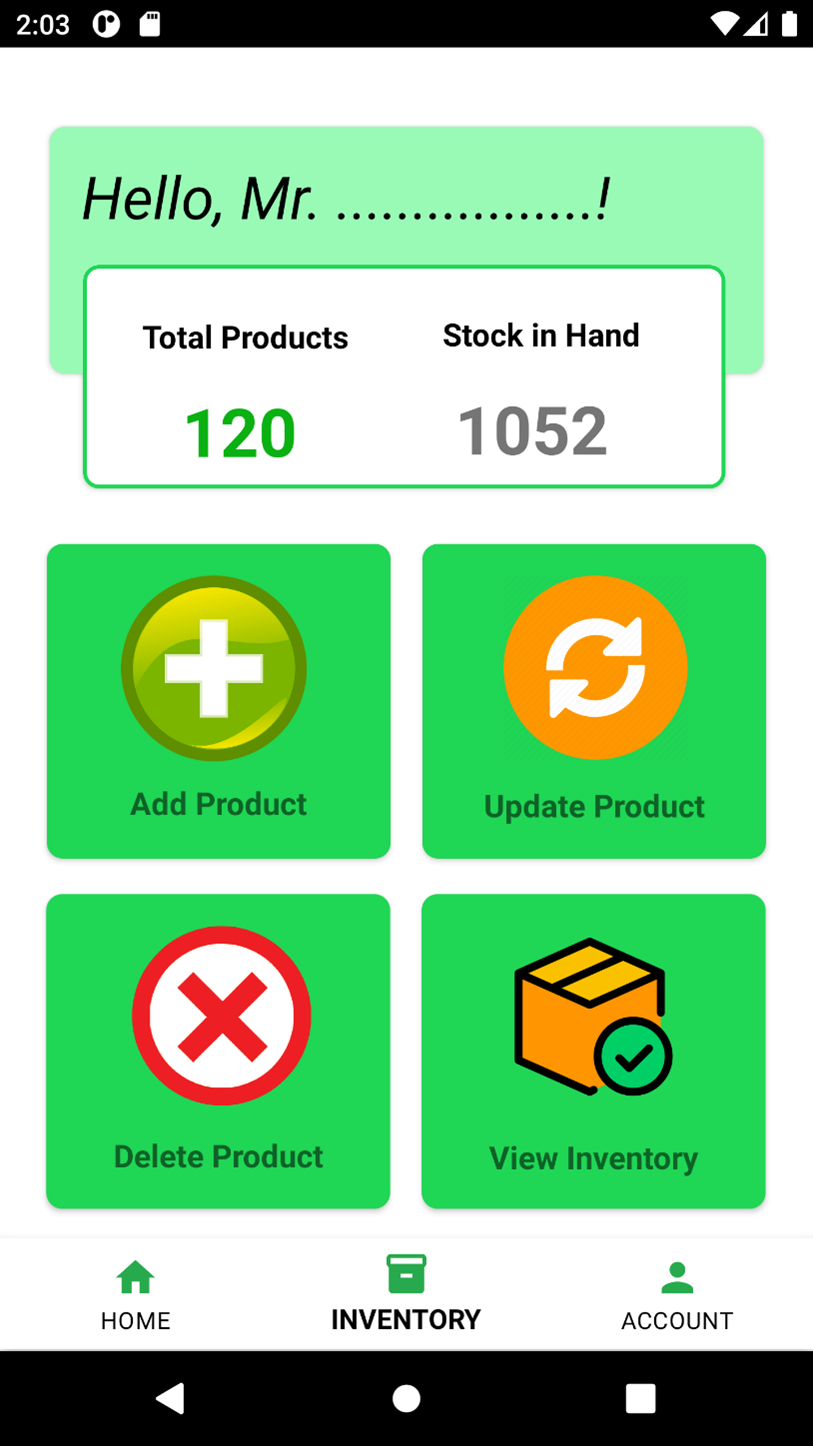 2:03
Hello, Mr. .................!
Total Products Stock in Hand
120 1052
Add Product Update Product
Delete Product View Inventory
HOME INVENTORY ACCOUNT